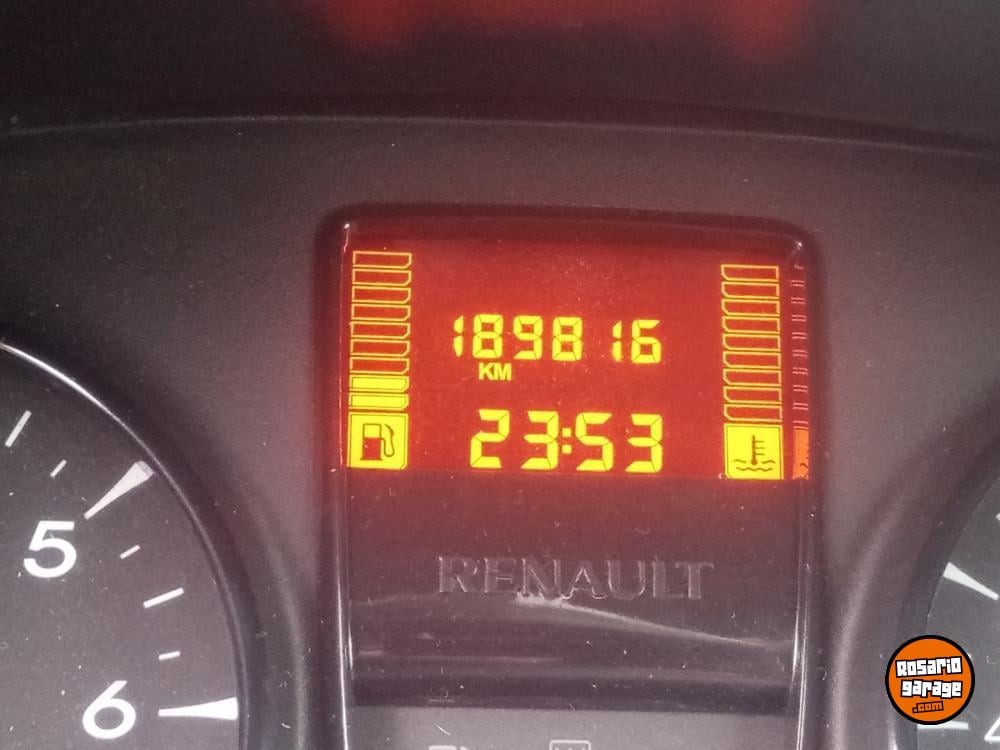 189816
KM
23:53
RENAULT
5
6
Rosario
garage
.com